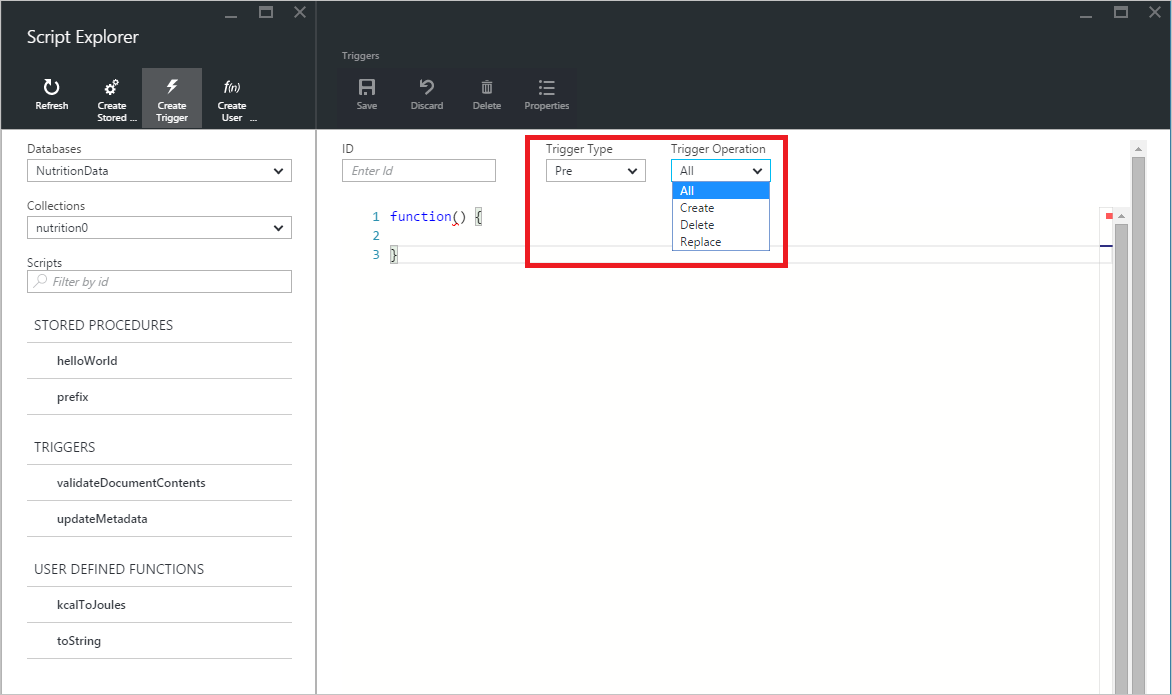 Script Explorer
Refresh
Create
Stored ...
Create
Trigger
f(n)
Create
User ...
Databases
NutritionData
Collections
nutrition0
Scripts
Filter by id
STORED PROCEDURES
helloWorld
prefix
TRIGGERS
validateDocumentContents
updateMetadata
USER DEFINED FUNCTIONS
kcalToJoules
toString
Triggers
Save
Discard
Delete
Properties
ID
Enter Id
Trigger Type
Pre
Trigger Operation
All
All
Create
Delete
Replace
1 function() {
2
3 }